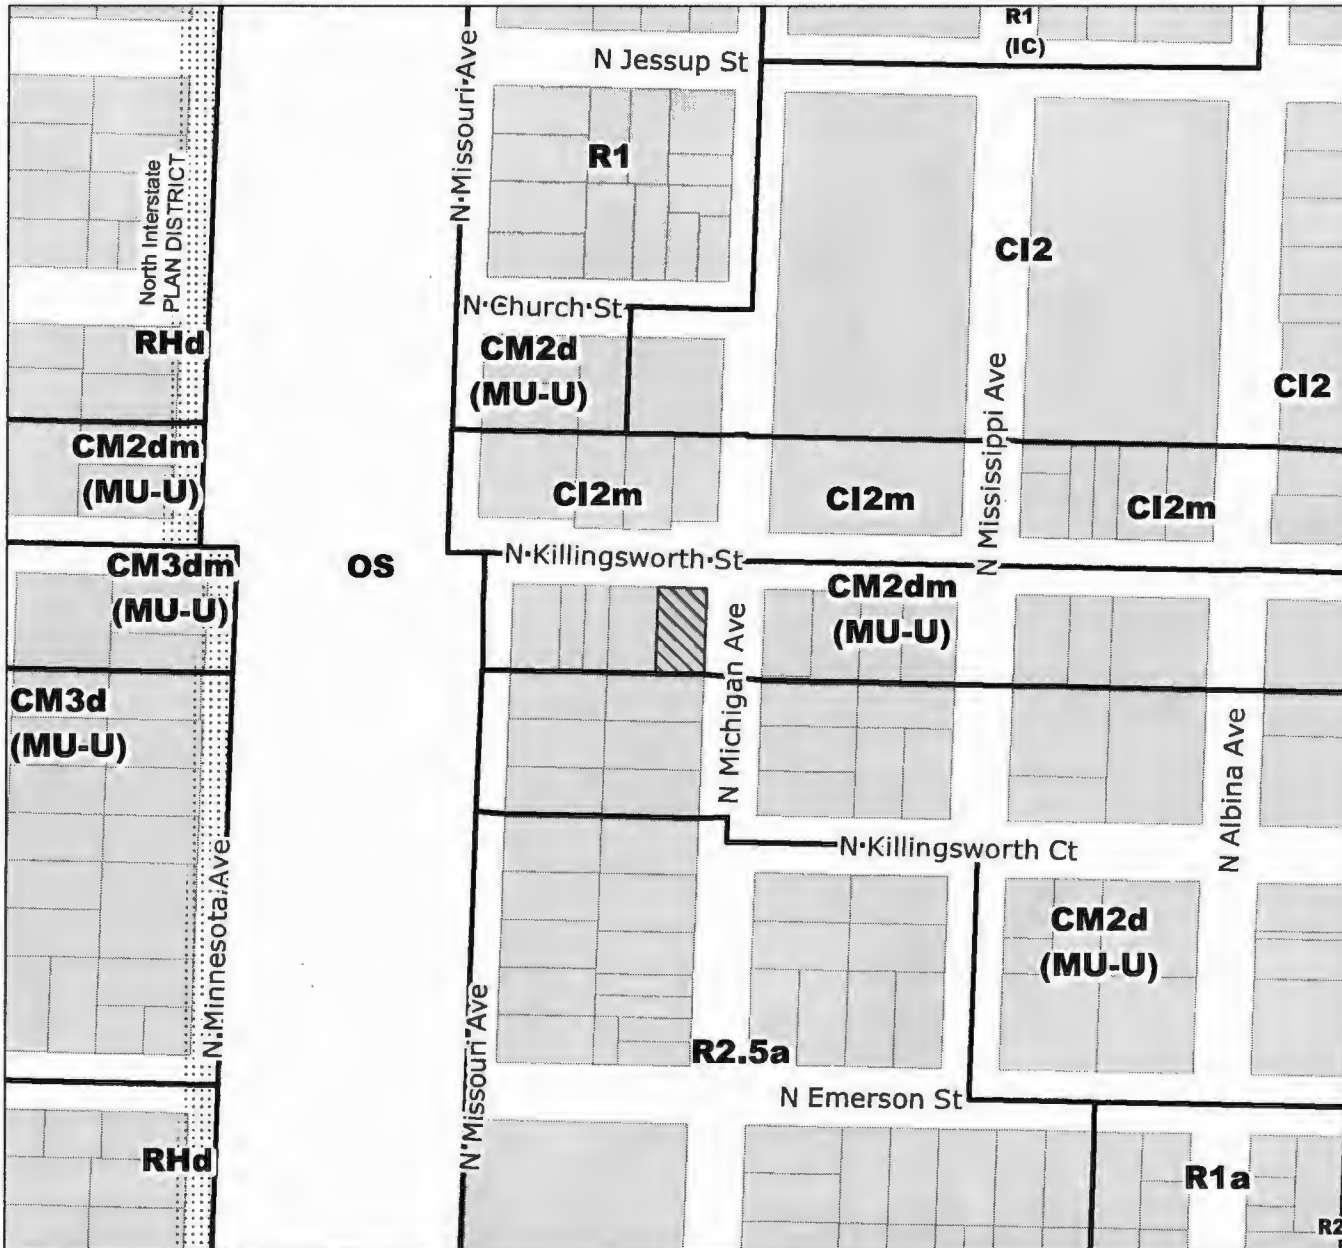 R1
(IC)
N Jessup St
N Missouri Ave
R1
North Interstate
PLAN DISTRICT
CI2
N Church St
RHd
CM2d
(MU-U)
N Mississippi Ave
CI2
CM2dm
(MU-U)
CI2m
CI2m
CI2m
N Killingsworth St
CM3dm
(MU-U)
OS
CM2dm
(MU-U)
N Michigan Ave
CM3d
(MU-U)
N Albina Ave
N Killingsworth Ct
N Minnesota Ave
CM2d
(MU-U)
N Missouri Ave
R2.5a
N Emerson St
RHd
R1a
R2